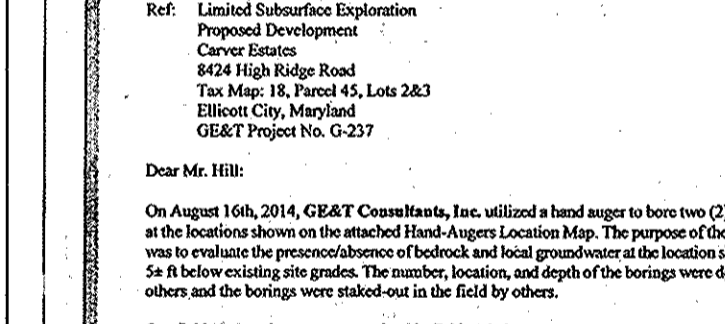 Ref: Limited Subsurface Exploration
Proposed Development
Carver Estates
8424 High Ridge Road
Tax Map: 18, Parcel 45, Lots 2&3
Ellicott City, Maryland
GE&T Project No. G-237
Dear Mr. Hill:
On August 16th, 2014, GE&T Consultants, Inc. utilized a hand auger to bore two (2)
at the locations shown on the attached Hand-Augers Location Map. The purpose of the
was to evaluate the presence/absence of bedrock and local groundwater at the location s
5± ft below existing site grades. The number, location, and depth of the borings were d
others and the borings were staked-out in the field by others.